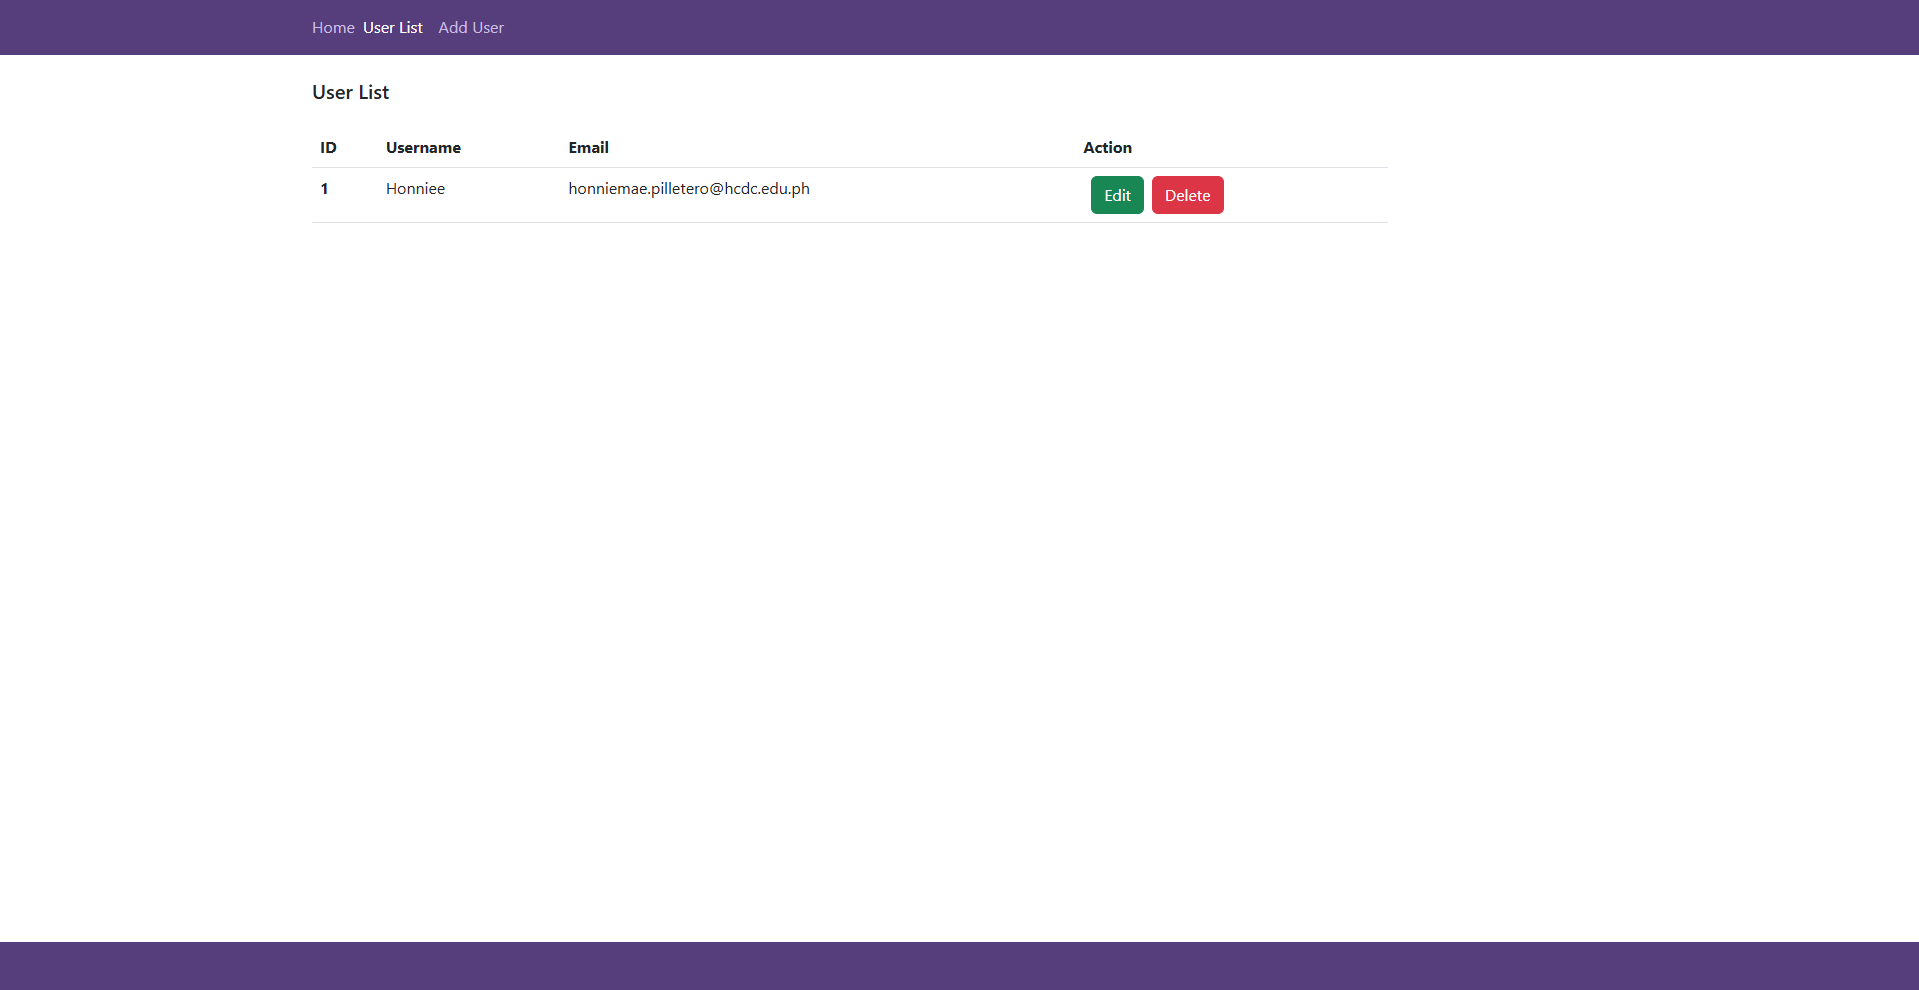 Home User List Add User
User List
ID Username Email Action
1 Honniee honniemae.pilletero@hcdc.edu.ph Edit Delete